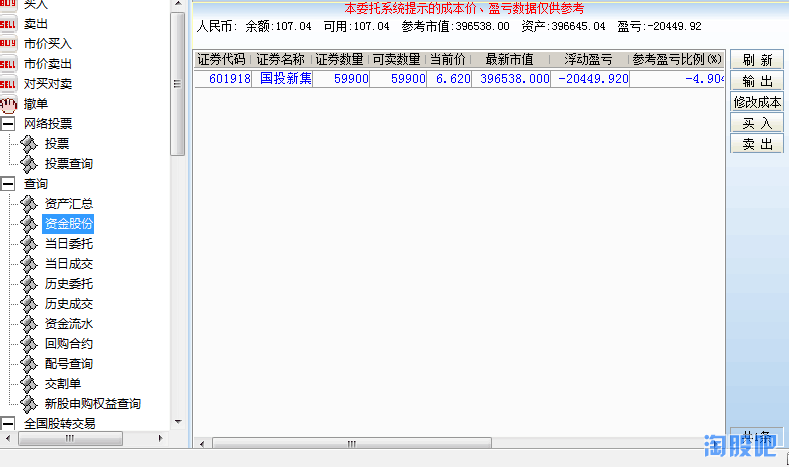 买入
卖出
市价买入
市价卖出
对买对卖
撤单
网络投票
投票
投票查询
查询
资产汇总
资金股份
当日委托
当日成交
历史委托
历史成交
资金流水
回购合约
配号查询
交割单
新股申购权益查询
全国股转交易
本委托系统提示的成本价、盈亏数据仅供参考
人民币: 余额:107.04 可用:107.04 参考市值:396538.00 资产:396645.04 盈亏:-20449.92
证券代码 证券名称 证券数量 可卖数量 当前价 最新市值 浮动盈亏 参考盈亏比例(%)
601918 国投新集 59900 59900 6.620 396538.000 -20449.920 -4.904
刷 新
输 出
修改成本
买 入
卖 出
共1条
淘股吧